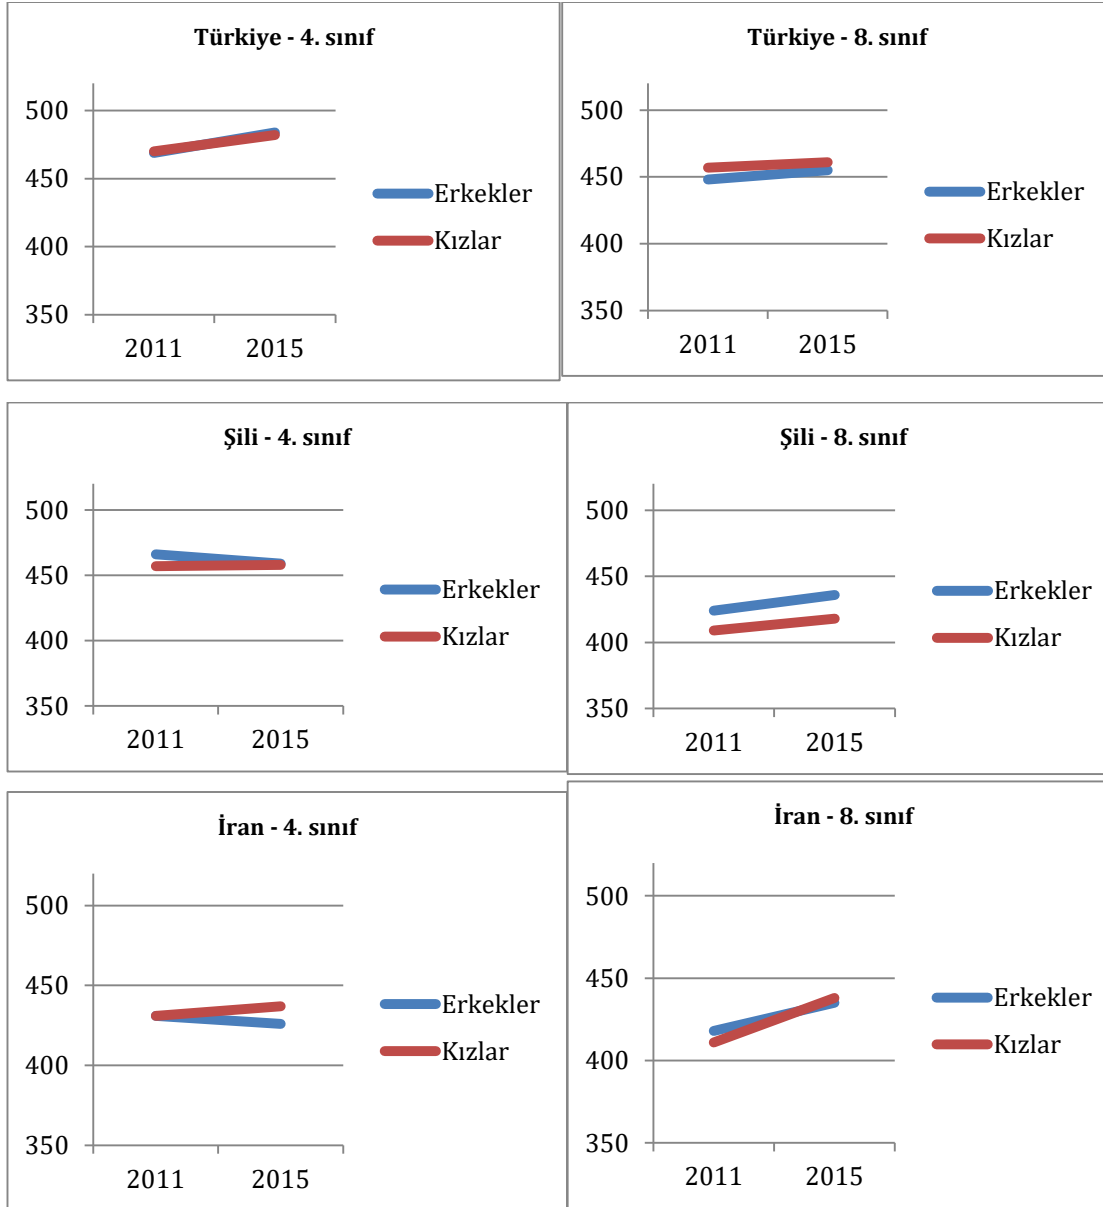 Türkiye - 4. sınıf
500
450
400
350
2011 2015
Erkekler
Kızlar
Türkiye - 8. sınıf
500
450
400
350
2011 2015
Erkekler
Kızlar
Şili - 4. sınıf
500
450
400
350
2011 2015
Erkekler
Kızlar
Şili - 8. sınıf
500
450
400
350
2011 2015
Erkekler
Kızlar
İran - 4. sınıf
500
450
400
350
2011 2015
Erkekler
Kızlar
İran - 8. sınıf
500
450
400
350
2011 2015
Erkekler
Kızlar